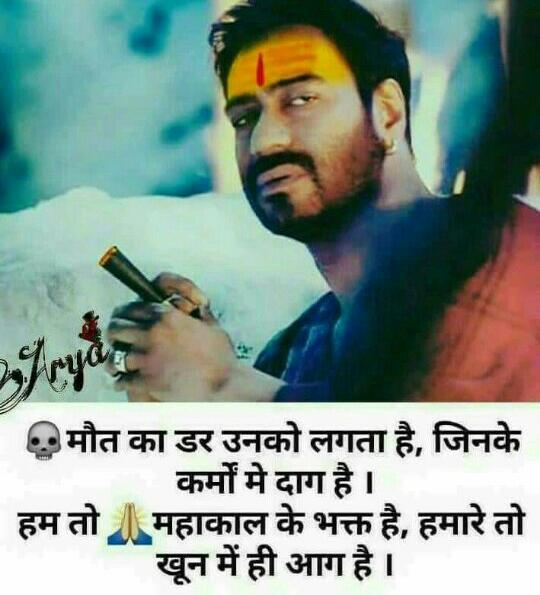 Arya
💀मौत का डर उनको लगता है, जिनके
कर्मों मे दाग है ।
हम तो 🙏महाकाल के भक्त है, हमारे तो
खून में ही आग है ।